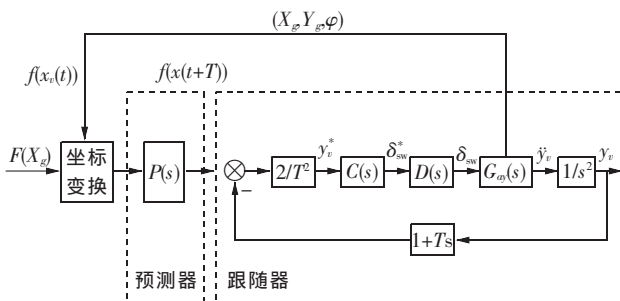 (X_g,Y_g,φ)
f(x_v(t))
f(x(t+T))
F(X_g)
坐标
变换
P(s)
−
2/T²
y_v^*
C(s)
δ_sw^*
D(s)
δ_sw
G_ay(s)
ÿ_v
1/s²
y_v
1+Ts
预测器
跟随器